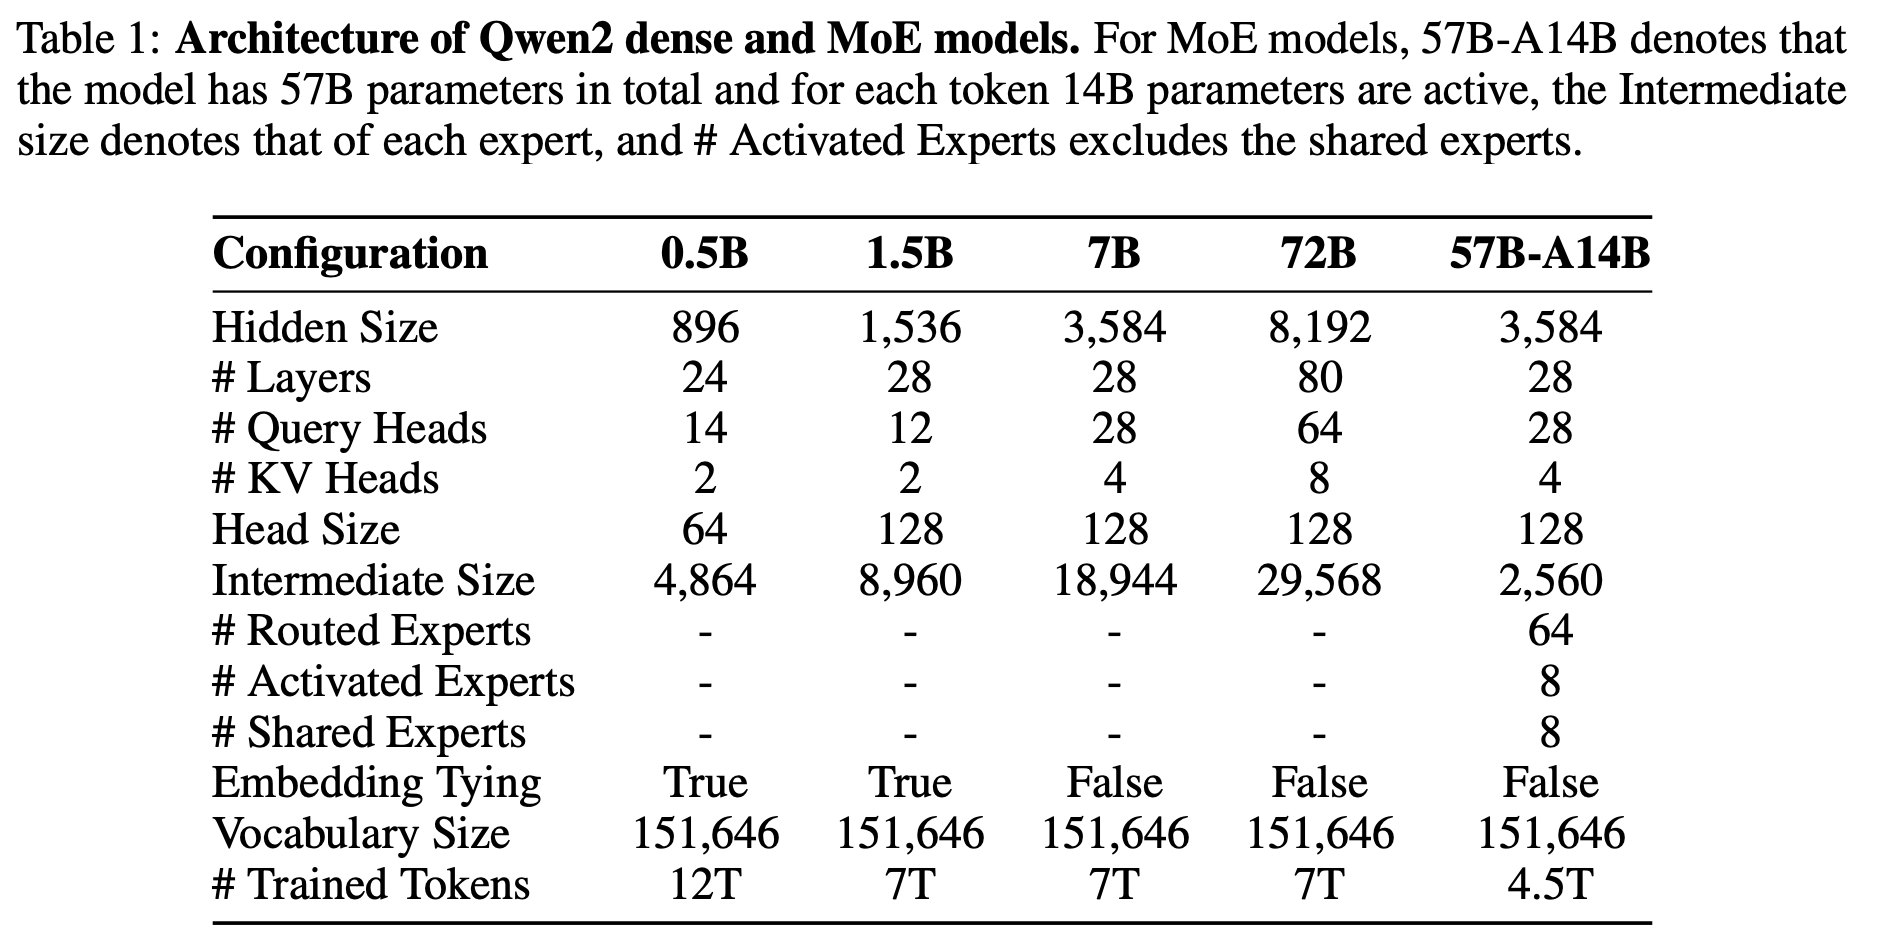 Table 1: Architecture of Qwen2 dense and MoE models. For MoE models, 57B-A14B denotes that
the model has 57B parameters in total and for each token 14B parameters are active, the Intermediate
size denotes that of each expert, and # Activated Experts excludes the shared experts.
Configuration 0.5B 1.5B 7B 72B 57B-A14B
Hidden Size 896 1,536 3,584 8,192 3,584
# Layers 24 28 28 80 28
# Query Heads 14 12 28 64 28
# KV Heads 2 2 4 8 4
Head Size 64 128 128 128 128
Intermediate Size 4,864 8,960 18,944 29,568 2,560
# Routed Experts - - - - 64
# Activated Experts - - - - 8
# Shared Experts - - - - 8
Embedding Tying True True False False False
Vocabulary Size 151,646 151,646 151,646 151,646 151,646
# Trained Tokens 12T 7T 7T 7T 4.5T